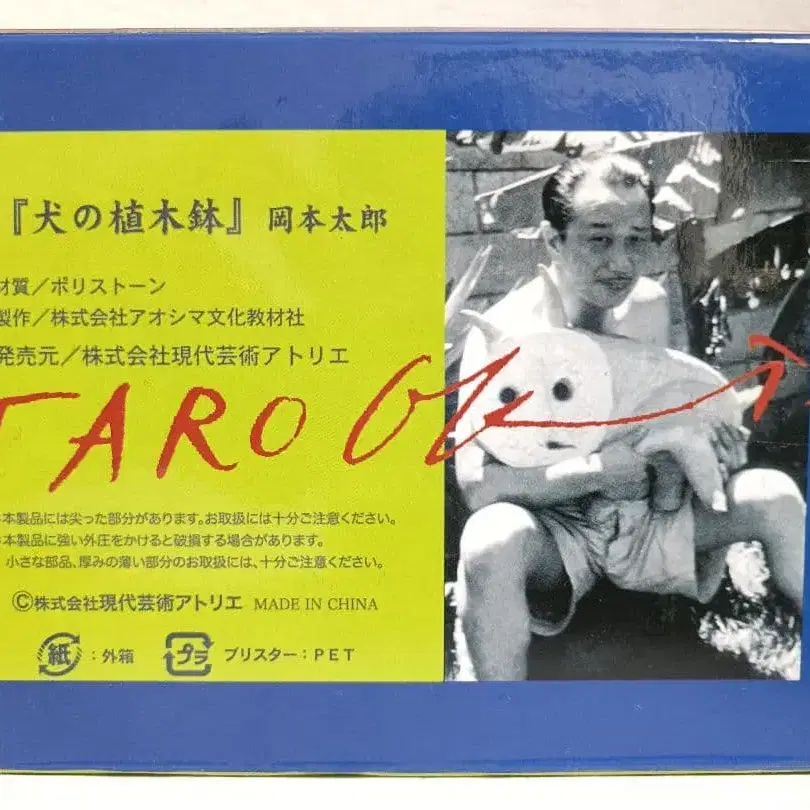 『犬の植木鉢』 岡本太郎
材質／ポリストーン
製作／株式会社アオシマ文化教材社
発売元／株式会社現代芸術アトリエ
TARO
本製品には尖った部分があります。お取扱には十分ご注意ください。
本製品に強い外圧をかけると破損する場合があります。
小さな部品、厚みの薄い部分のお取扱には、十分ご注意ください。
©株式会社現代芸術アトリエ MADE IN CHINA
紙：外箱 プラ ブリスター：PET